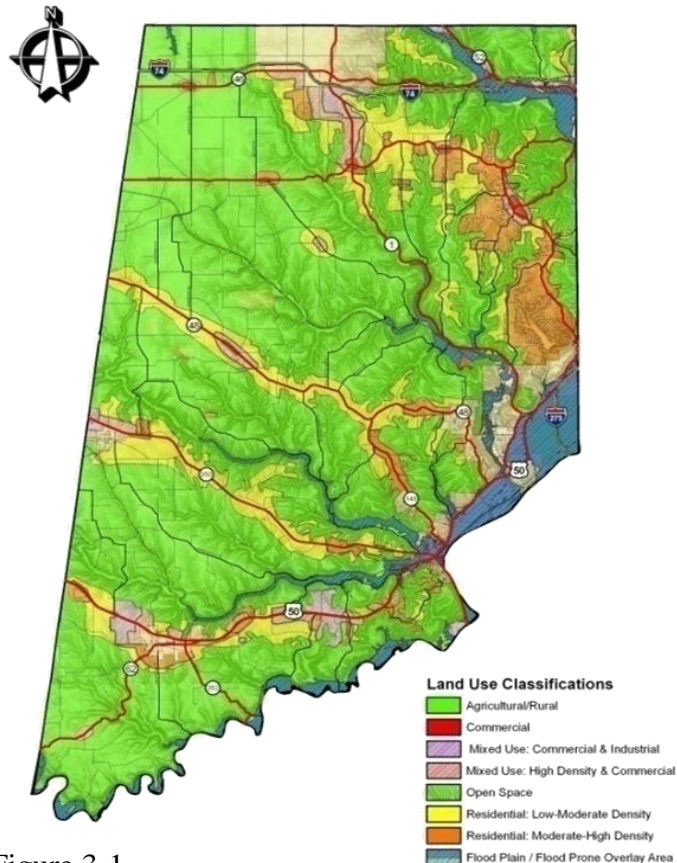 N
52
74
46
74
1
48
48
275
50
350
148
50
62
262
Land Use Classifications
Agricultural/Rural
Commercial
Mixed Use: Commercial & Industrial
Mixed Use: High Density & Commercial
Open Space
Residential: Low-Moderate Density
Residential: Moderate-High Density
Flood Plain / Flood Prone Overlay Area
Figure 3-1